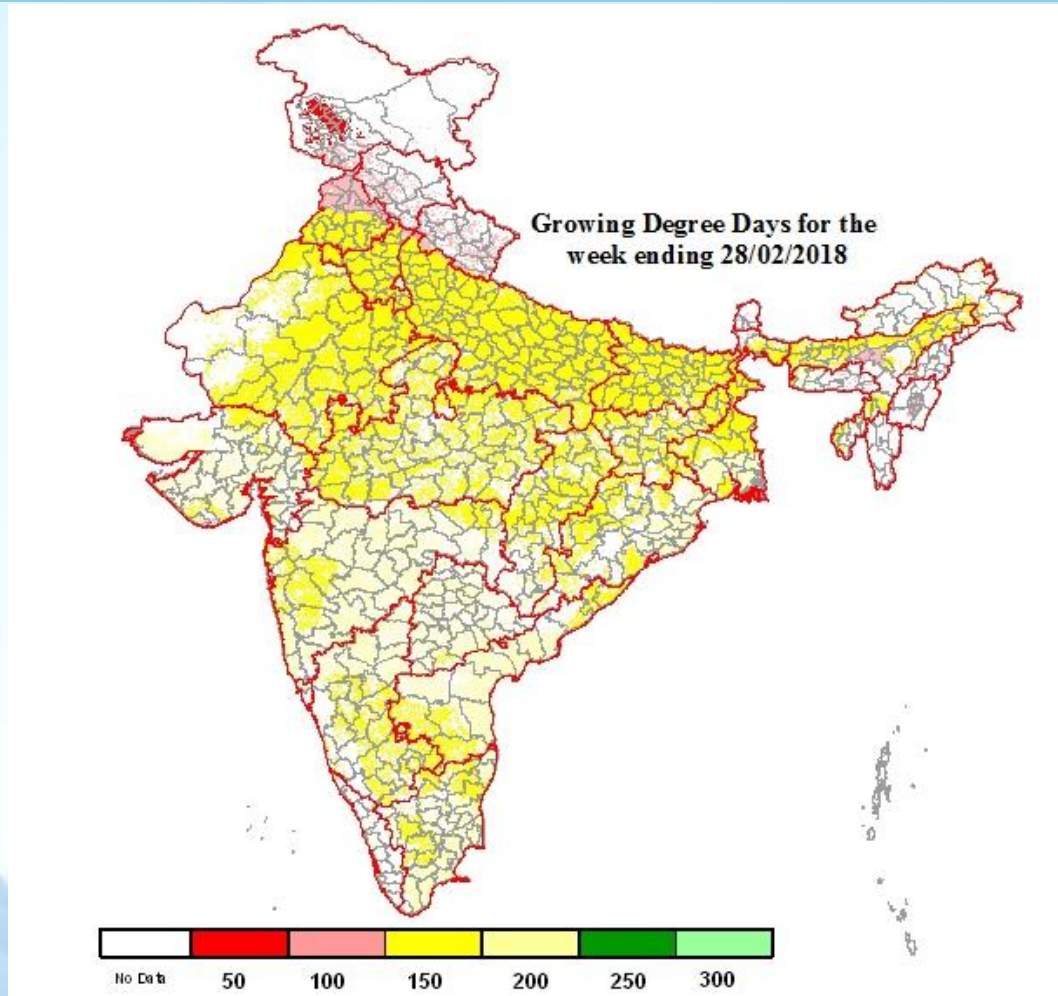 Growing Degree Days for the
week ending 28/02/2018
No Data 50 100 150 200 250 300